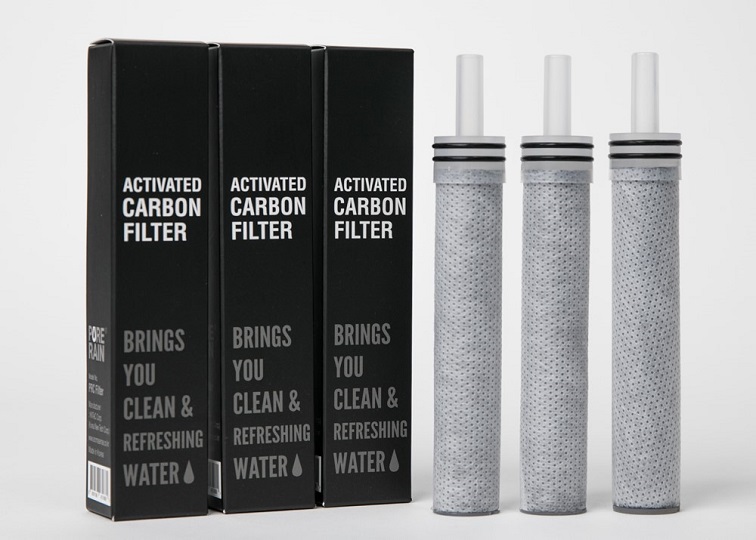 ACTIVATED
CARBON
FILTER
BRINGS
YOU
CLEAN &
REFRESHING
WATER
ACTIVATED
CARBON
FILTER
BRINGS
YOU
CLEAN &
REFRESHING
WATER
ACTIVATED
CARBON
FILTER
BRINGS
YOU
CLEAN &
REFRESHING
WATER
PORE
RAIN